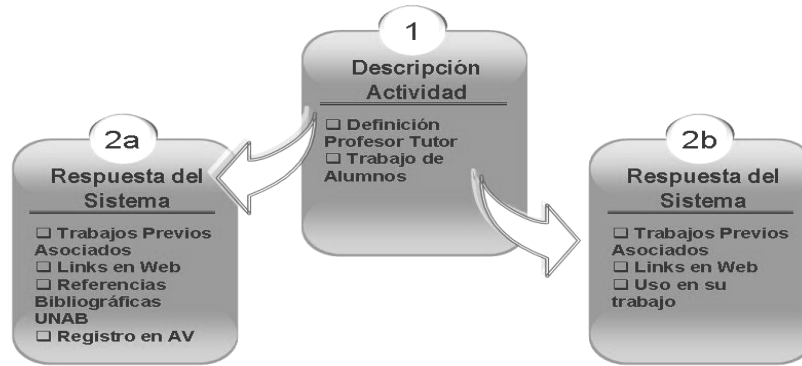 1
Descripción
Actividad
❑ Definición
Profesor Tutor
❑ Trabajo de
Alumnos
2a
Respuesta del
Sistema
❑ Trabajos Previos
Asociados
❑ Links en Web
❑ Referencias
Bibliográficas
UNAB
❑ Registro en AV
2b
Respuesta del
Sistema
❑ Trabajos Previos
Asociados
❑ Links en Web
❑ Uso en su
trabajo